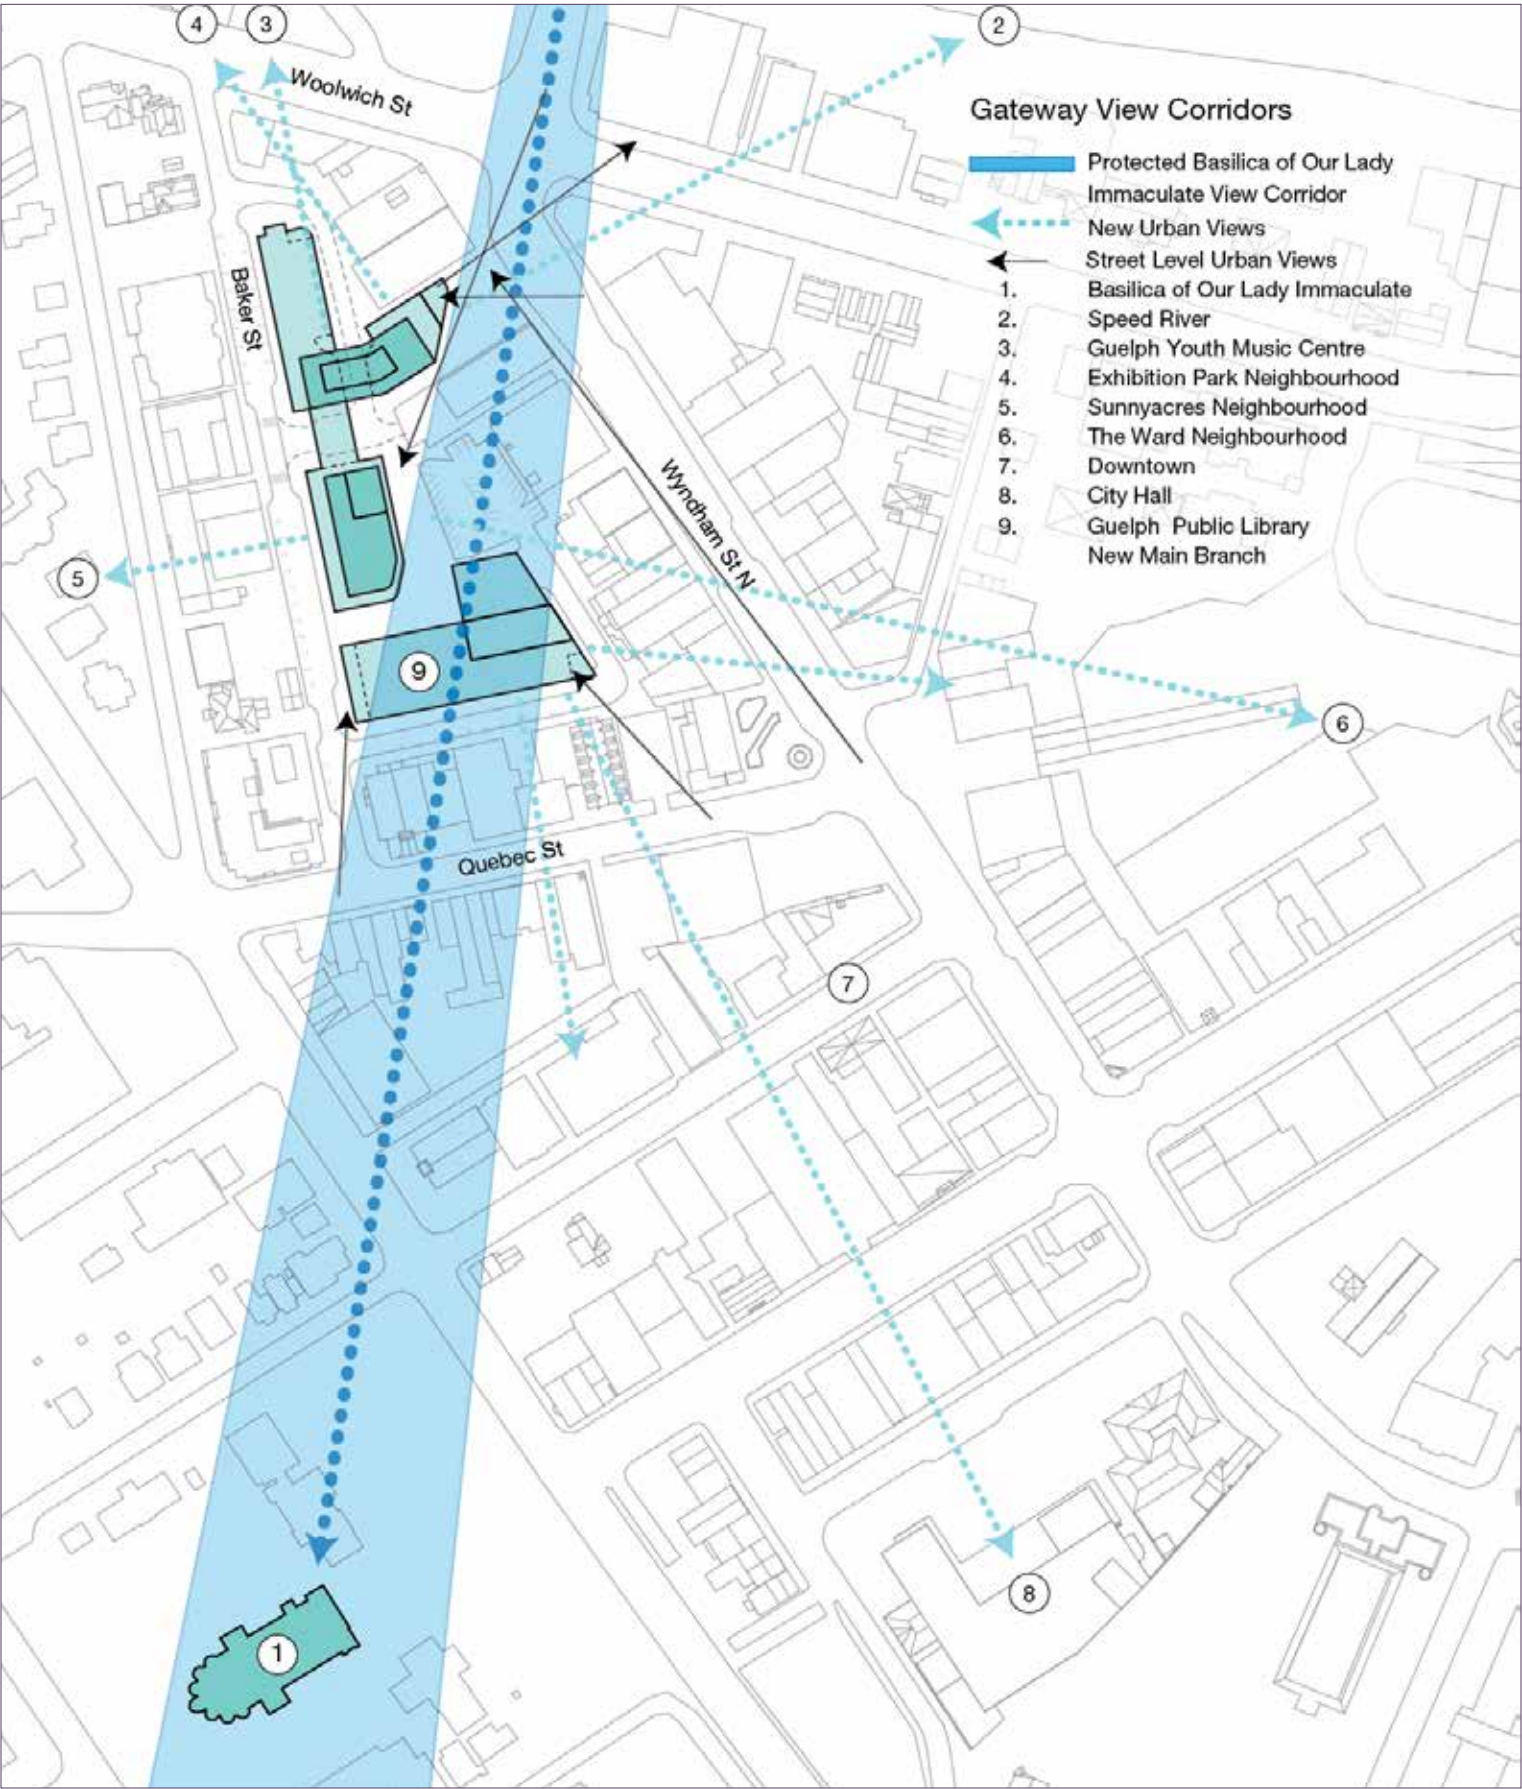 4
3
2
Woolwich St
Gateway View Corridors
Protected Basilica of Our Lady
Immaculate View Corridor
New Urban Views
Street Level Urban Views
1. Basilica of Our Lady Immaculate
2. Speed River
3. Guelph Youth Music Centre
4. Exhibition Park Neighbourhood
5. Sunnyacres Neighbourhood
6. The Ward Neighbourhood
7. Downtown
8. City Hall
9. Guelph Public Library
New Main Branch
Baker St
Wyndham St N
5
9
6
Quebec St
7
8
1